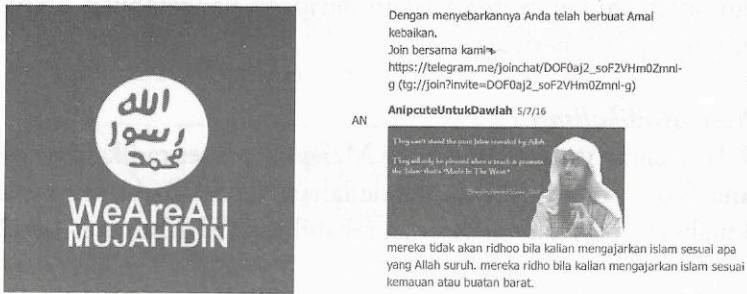 الله
رسول
محمد
WeAreAll
MUJAHIDIN
Dengan menyebarkannya Anda telah berbuat Amal
kebaikan.
Join bersama kami
AN
AnipcuteUntukDawlah 5/7/16
They can't stand the pure Islam revealed by Allah.
They will only be pleased when u teach & promote
the 'Islam' that's "Made In The West."
mereka tidak akan ridhoo bila kalian mengajarkan islam sesuai apa
yang Allah suruh. mereka ridho bila kalian mengajarkan islam sesuai
kemauan atau buatan barat.